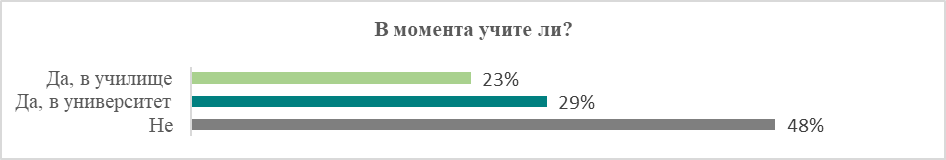 В момента учите ли?
Да, в училище 23%
Да, в университет 29%
Не 48%